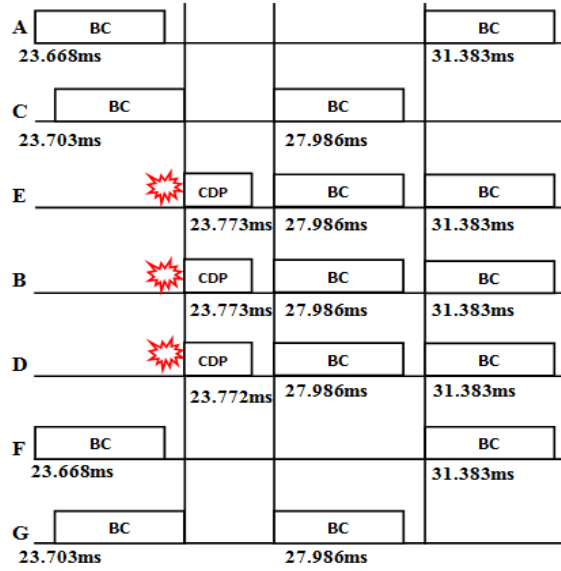 A BC BC
23.668ms 31.383ms
C BC BC
23.703ms 27.986ms
E CDP BC BC
23.773ms 27.986ms 31.383ms
B CDP BC BC
23.773ms 27.986ms 31.383ms
D CDP BC BC
23.772ms 27.986ms 31.383ms
F BC BC
23.668ms 31.383ms
G BC BC
23.703ms 27.986ms